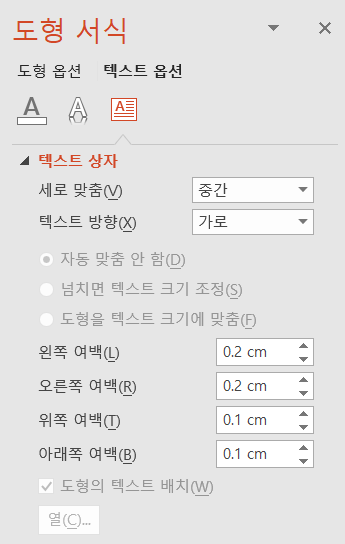 도형 서식
도형 옵션 텍스트 옵션
텍스트 상자
세로 맞춤(V) 중간
텍스트 방향(X) 가로
자동 맞춤 안 함(D)
넘치면 텍스트 크기 조정(S)
도형을 텍스트 크기에 맞춤(F)
왼쪽 여백(L) 0.2 cm
오른쪽 여백(R) 0.2 cm
위쪽 여백(T) 0.1 cm
아래쪽 여백(B) 0.1 cm
도형의 텍스트 배치(W)
열(C)...